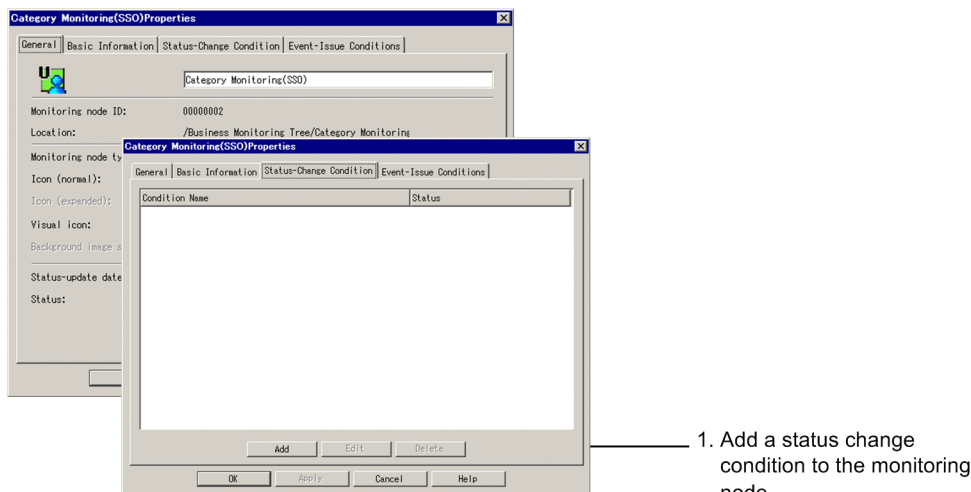 Category Monitoring(SSO)Properties
General Basic Information Status-Change Condition Event-Issue Conditions
Category Monitoring(SSO)
Monitoring node ID: 00000002
Location: /Business Monitoring Tree/Category Monitoring
Monitoring node ty
Icon (normal):
Icon (expanded):
Visual icon:
Background image s
Status-update date
Status:
Category Monitoring(SSO)Properties
General Basic Information Status-Change Condition Event-Issue Conditions
Condition Name Status
Add Edit Delete
OK Apply Cancel Help
1. Add a status change
condition to the monitoring
node